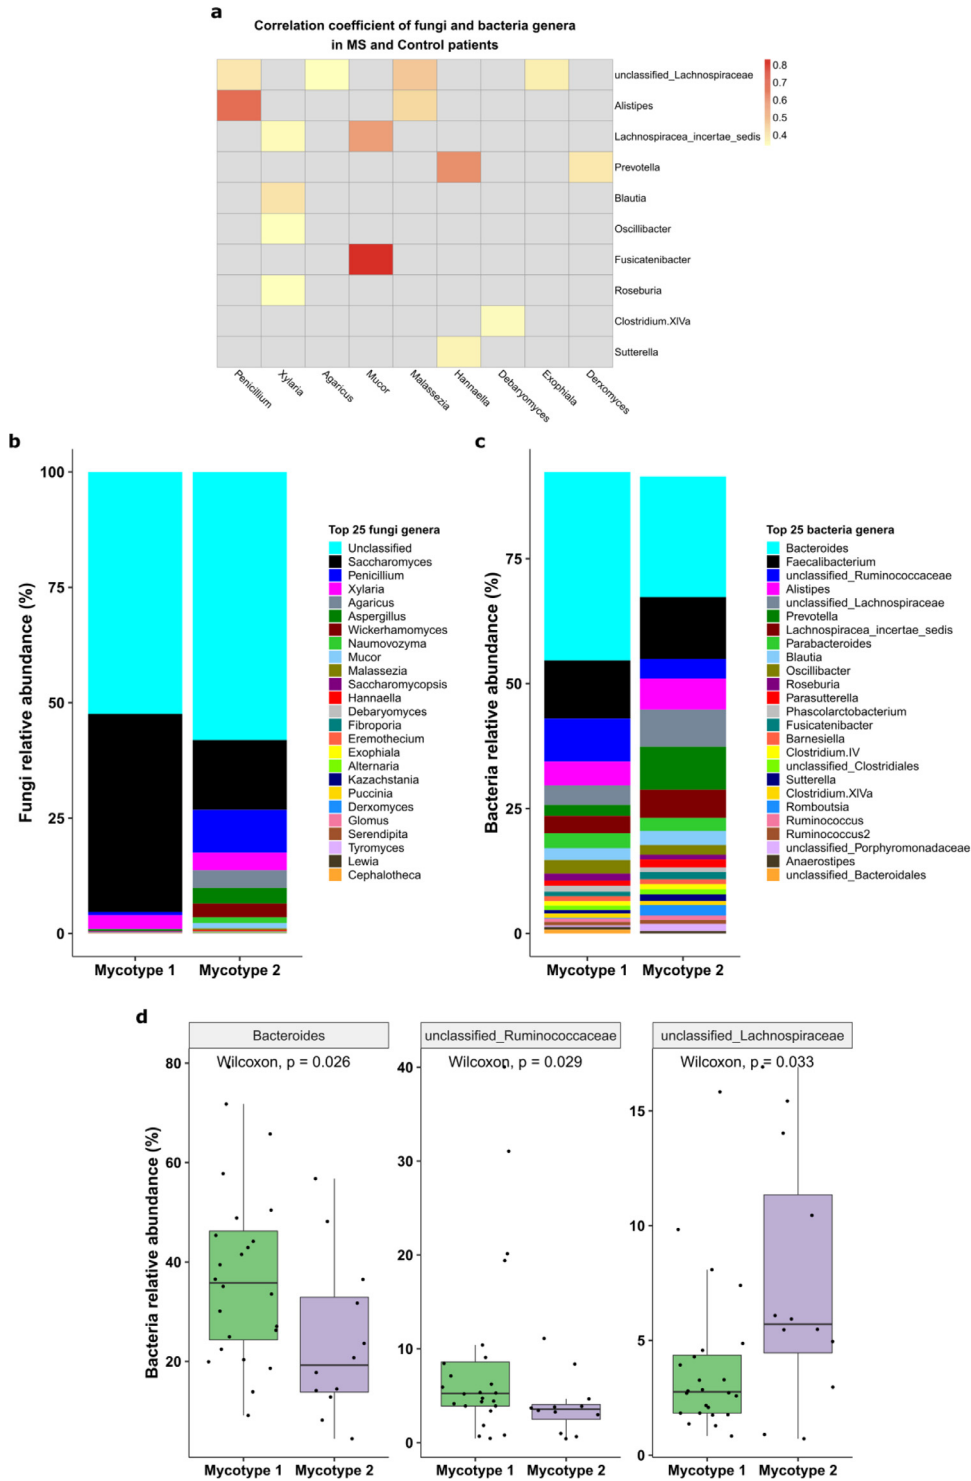 a
Correlation coefficient of fungi and bacteria genera
in MS and Control patients
unclassified_Lachnospiraceae
Alistipes
Lachnospiracea_incertae_sedis
Prevotella
Blautia
Oscillibacter
Fusicatenibacter
Roseburia
Clostridium.XIVa
Sutterella
0.8
0.7
0.6
0.5
0.4
Penicillium
Xylaria
Agaricus
Mucor
Malassezia
Hannaella
Debaryomyces
Exophiala
Derxomyces
b
Fungi relative abundance (%)
100
75
50
25
0
Mycotype 1
Mycotype 2
Top 25 fungi genera
Unclassified
Saccharomyces
Penicillium
Xylaria
Agaricus
Aspergillus
Wickerhamomyces
Naumovozyma
Mucor
Malassezia
Saccharomycopsis
Hannaella
Debaryomyces
Fibroporia
Eremothecium
Exophiala
Alternaria
Kazachstania
Puccinia
Derxomyces
Glomus
Serendipita
Tyromyces
Lewia
Cephalotheca
c
Bacteria relative abundance (%)
75
50
25
0
Mycotype 1
Mycotype 2
Top 25 bacteria genera
Bacteroides
Faecalibacterium
unclassified_Ruminococcaceae
Alistipes
unclassified_Lachnospiraceae
Prevotella
Lachnospiracea_incertae_sedis
Parabacteroides
Blautia
Oscillibacter
Roseburia
Parasutterella
Phascolarctobacterium
Fusicatenibacter
Barnesiella
Clostridium.IV
unclassified_Clostridiales
Sutterella
Clostridium.XIVa
Romboutsia
Ruminococcus
Ruminococcus2
unclassified_Porphyromonadaceae
Anaerostipes
unclassified_Bacteroidales
d
Bacteria relative abundance (%)
Bacteroides
Wilcoxon, p = 0.026
80
60
40
20
Mycotype 1
Mycotype 2
unclassified_Ruminococcaceae
Wilcoxon, p = 0.029
40
30
20
10
0
Mycotype 1
Mycotype 2
unclassified_Lachnospiraceae
Wilcoxon, p = 0.033
15
10
5
0
Mycotype 1
Mycotype 2